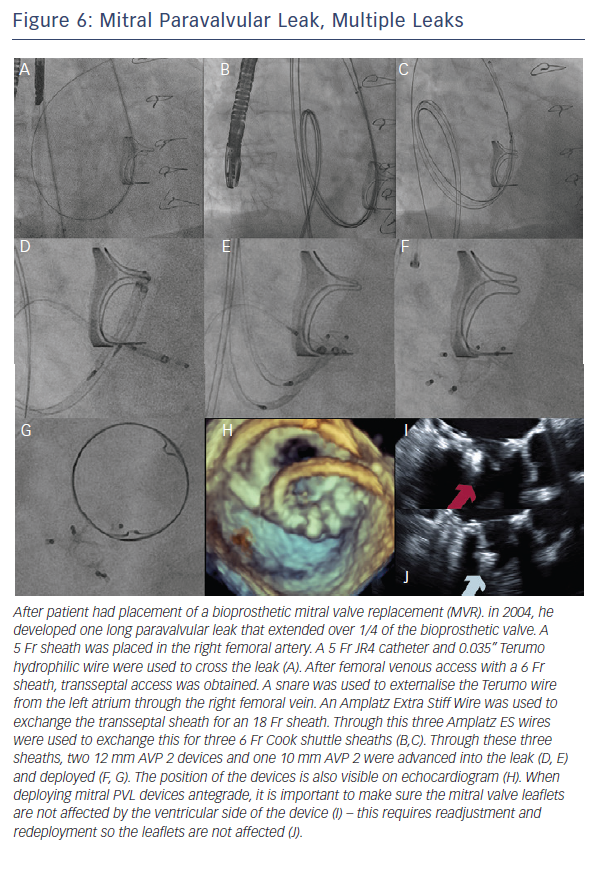 Figure 6: Mitral Paravalvular Leak, Multiple Leaks
A
B
C
D
E
F
G
H
I
J
After patient had placement of a bioprosthetic mitral valve replacement (MVR). in 2004, he
developed one long paravalvular leak that extended over 1/4 of the bioprosthetic valve. A
5 Fr sheath was placed in the right femoral artery. A 5 Fr JR4 catheter and 0.035” Terumo
hydrophilic wire were used to cross the leak (A). After femoral venous access with a 6 Fr
sheath, transseptal access was obtained. A snare was used to externalise the Terumo wire
from the left atrium through the right femoral vein. An Amplatz Extra Stiff Wire was used to
exchange the transseptal sheath for an 18 Fr sheath. Through this three Amplatz ES wires
were used to exchange this for three 6 Fr Cook shuttle sheaths (B,C). Through these three
sheaths, two 12 mm AVP 2 devices and one 10 mm AVP 2 were advanced into the leak (D, E)
and deployed (F, G). The position of the devices is also visible on echocardiogram (H). When
deploying mitral PVL devices antegrade, it is important to make sure the mitral valve leaflets
are not affected by the ventricular side of the device (I) – this requires readjustment and
redeployment so the leaflets are not affected (J).